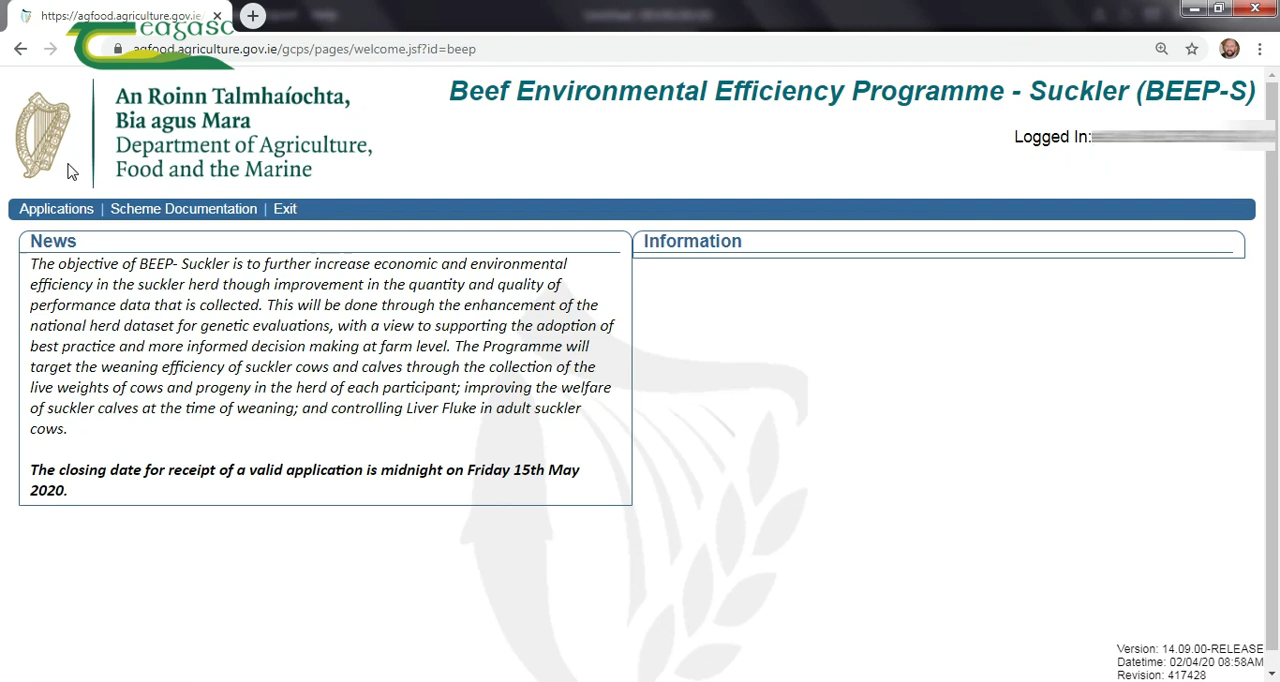 https://agfood.agriculture.gov.ie/
Teagasc
agfood.agriculture.gov.ie/gcps/pages/welcome.jsf?id=beep
An Roinn Talmhaíochta,
Bia agus Mara
Department of Agriculture,
Food and the Marine
Beef Environmental Efficiency Programme - Suckler (BEEP-S)
Logged In:
Applications | Scheme Documentation | Exit
News
The objective of BEEP- Suckler is to further increase economic and environmental
efficiency in the suckler herd though improvement in the quantity and quality of
performance data that is collected. This will be done through the enhancement of the
national herd dataset for genetic evaluations, with a view to supporting the adoption of
best practice and more informed decision making at farm level. The Programme will
target the weaning efficiency of suckler cows and calves through the collection of the
live weights of cows and progeny in the herd of each participant; improving the welfare
of suckler calves at the time of weaning; and controlling Liver Fluke in adult suckler
cows.
The closing date for receipt of a valid application is midnight on Friday 15th May
2020.
Information
Version: 14.09.00-RELEASE
Datetime: 02/04/20 08:58AM
Revision: 417428